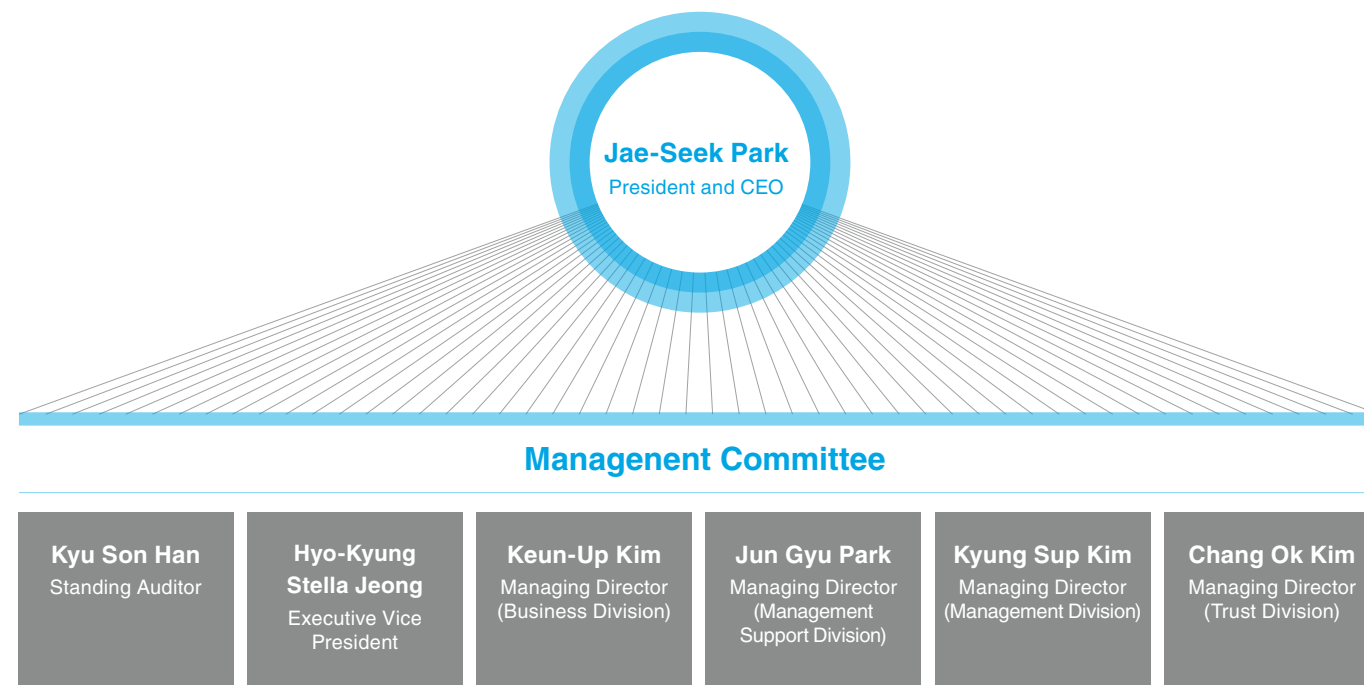 Jae-Seek Park
President and CEO
Managenent Committee
Kyu Son Han
Standing Auditor
Hyo-Kyung
Stella Jeong
Executive Vice
President
Keun-Up Kim
Managing Director
(Business Division)
Jun Gyu Park
Managing Director
(Management
Support Division)
Kyung Sup Kim
Managing Director
(Management Division)
Chang Ok Kim
Managing Director
(Trust Division)